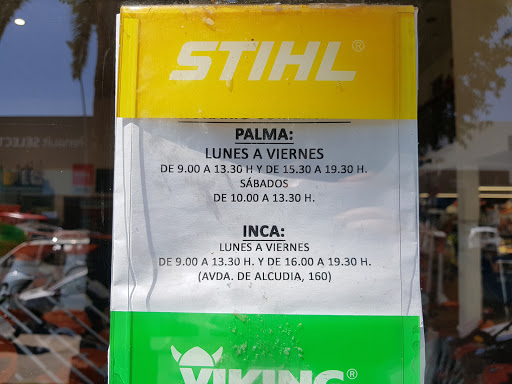 STIHL®
PALMA:
LUNES A VIERNES
DE 9.00 A 13.30 H Y DE 15.30 A 19.30 H.
SÁBADOS
DE 10.00 A 13.30 H.
INCA:
LUNES A VIERNES
DE 9.00 A 13.30 H. Y DE 16.00 A 19.30 H.
(AVDA. DE ALCUDIA, 160)
VIKING®